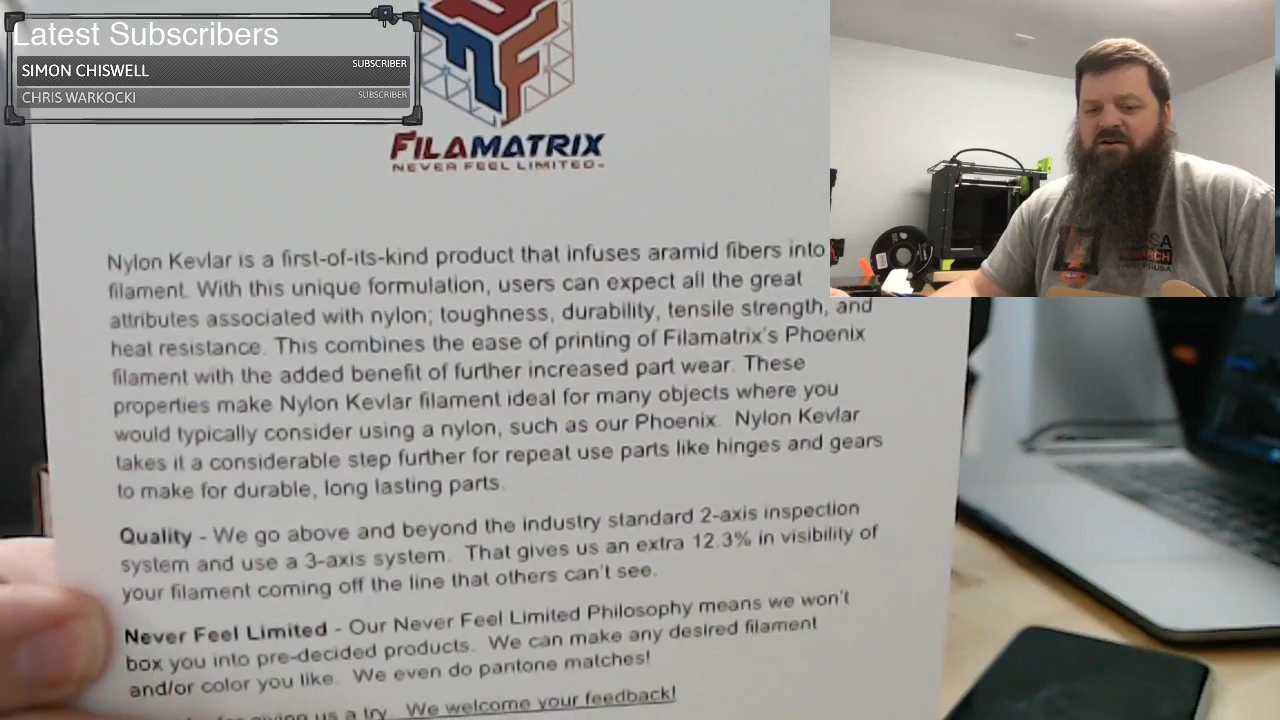 Latest Subscribers
SIMON CHISWELL SUBSCRIBER
CHRIS WARKOCKI SUBSCRIBER
FILAMATRIX
NEVER FEEL LIMITED
Nylon Kevlar is a first-of-its-kind product that infuses aramid fibers into
filament. With this unique formulation, users can expect all the great
attributes associated with nylon; toughness, durability, tensile strength, and
heat resistance. This combines the ease of printing of Filamatrix's Phoenix
filament with the added benefit of further increased part wear. These
properties make Nylon Kevlar filament ideal for many objects where you
would typically consider using a nylon, such as our Phoenix. Nylon Kevlar
takes it a considerable step further for repeat use parts like hinges and gears
to make for durable, long lasting parts.
Quality - We go above and beyond the industry standard 2-axis inspection
system and use a 3-axis system. That gives us an extra 12.3% in visibility of
your filament coming off the line that others can't see.
Never Feel Limited - Our Never Feel Limited Philosophy means we won't
box you into pre-decided products. We can make any desired filament
and/or color you like. We even do pantone matches!
giving us a try. We welcome your feedback!